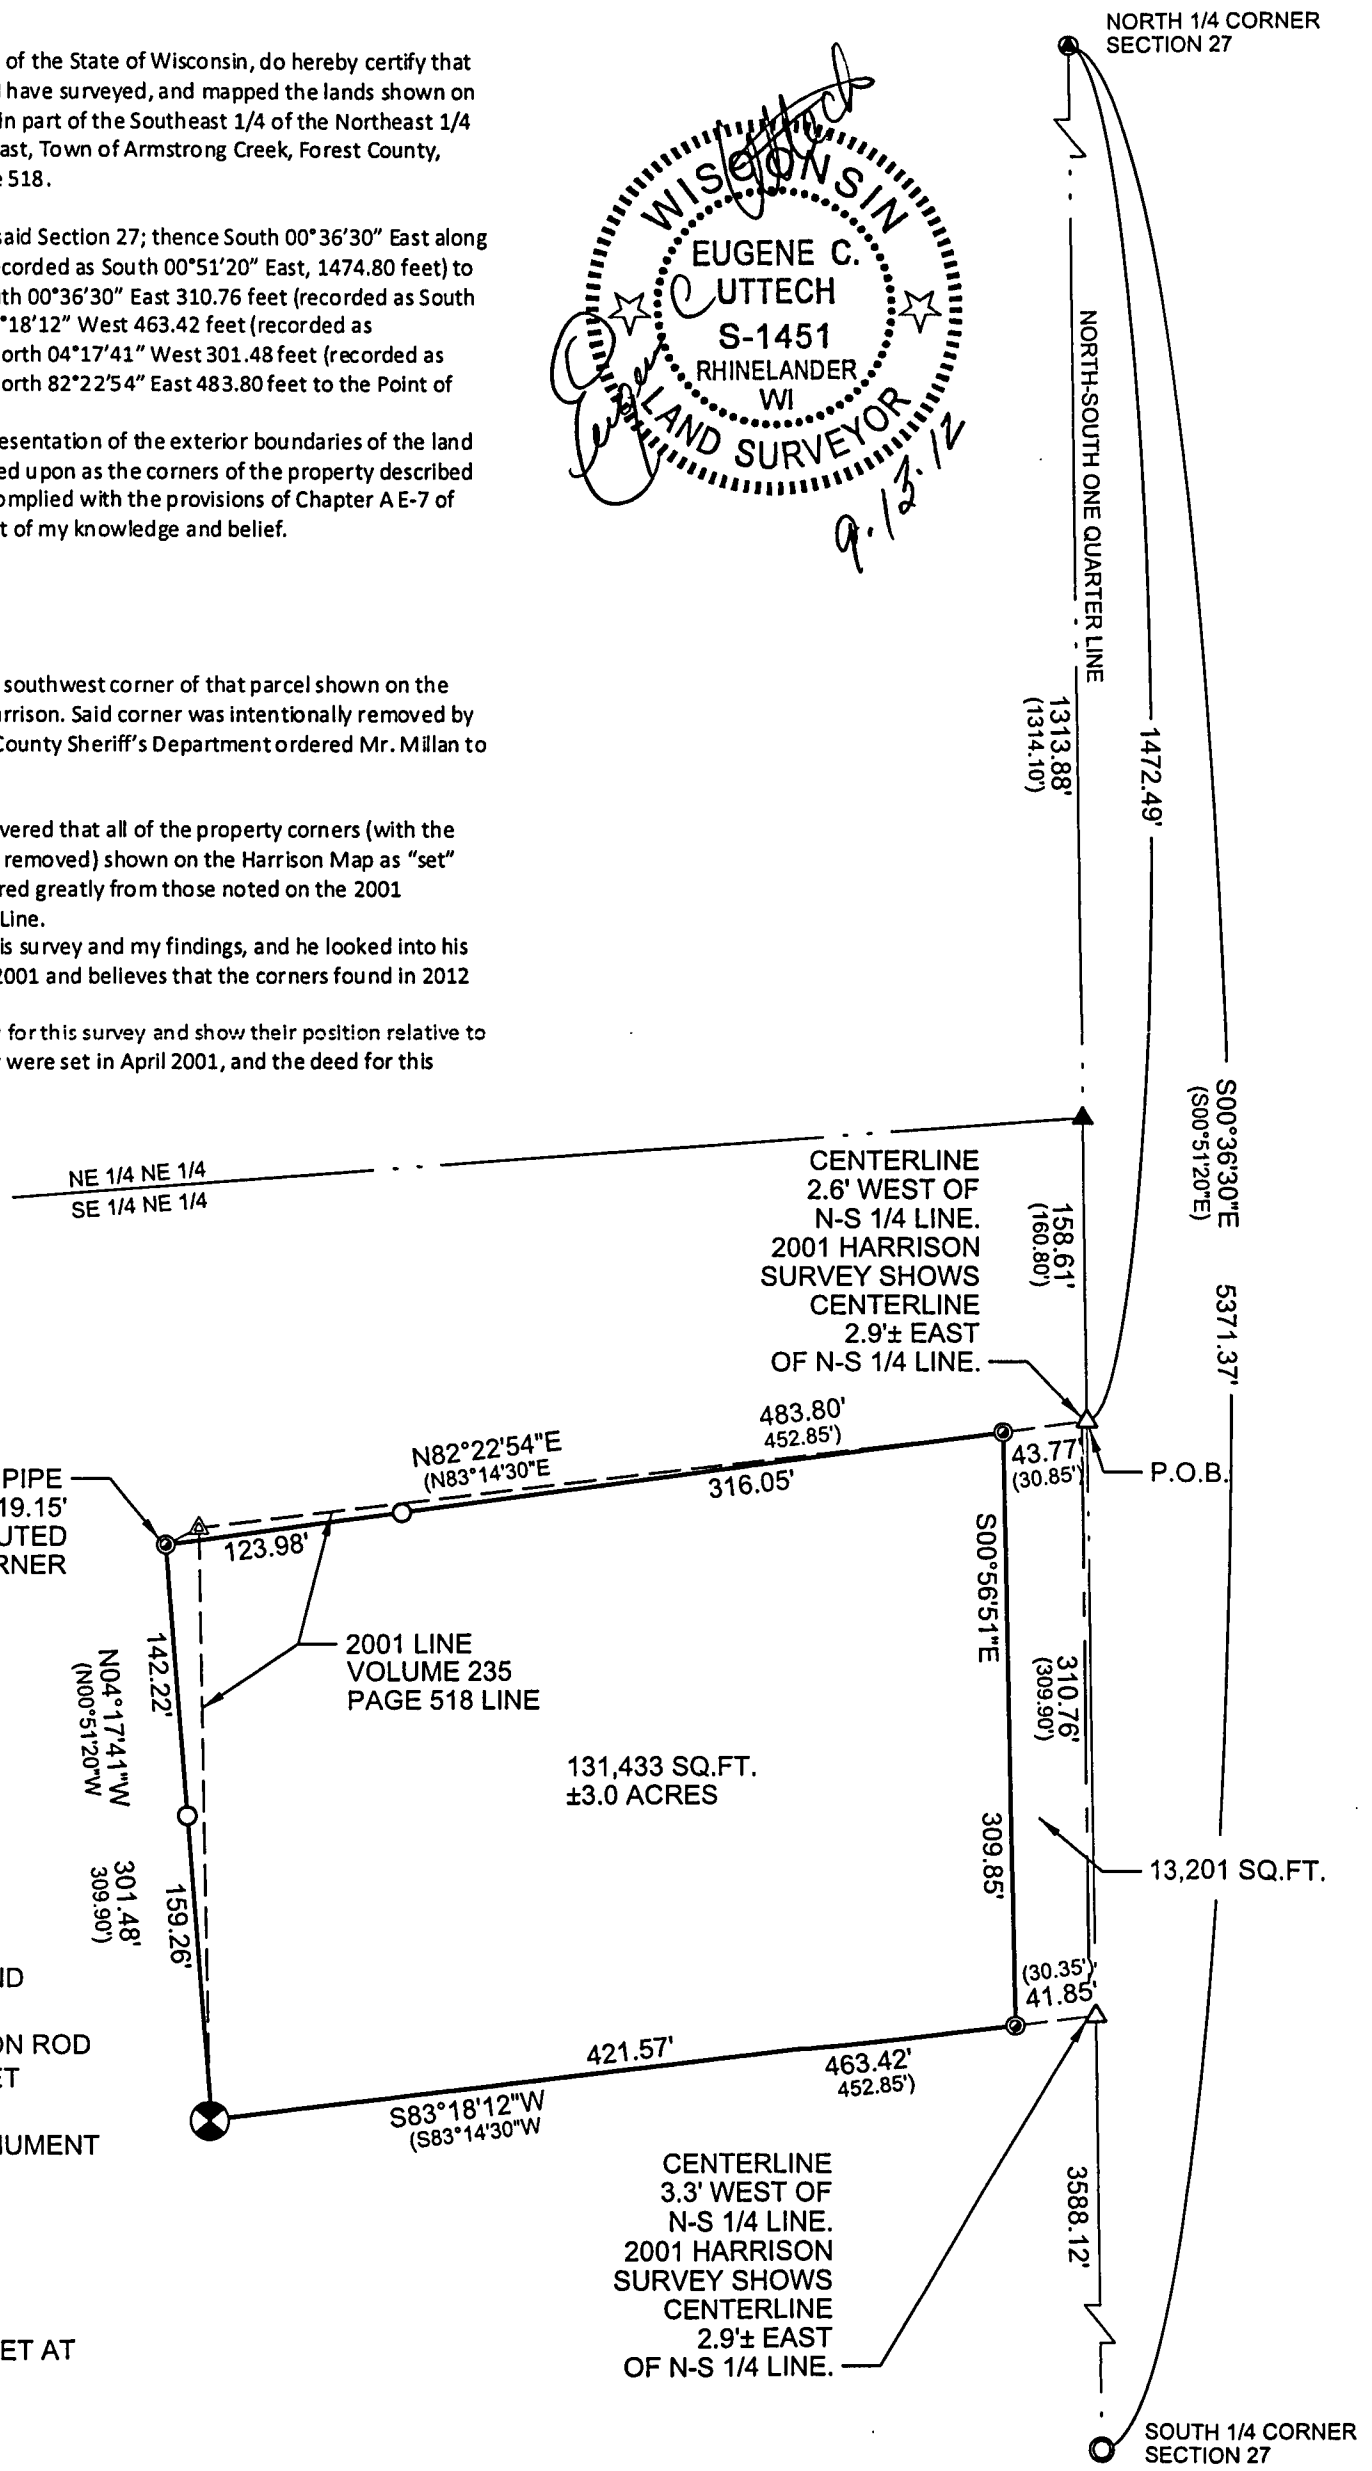 of the State of Wisconsin, do hereby certify that
have surveyed, and mapped the lands shown on
in part of the Southeast 1/4 of the Northeast 1/4
ast, Town of Armstrong Creek, Forest County,
518.
said Section 27; thence South 00°36'30" East along
corded as South 00°51'20" East, 1474.80 feet) to
th 00°36'30" East 310.76 feet (recorded as South
°18'12" West 463.42 feet (recorded as
orth 04°17'41" West 301.48 feet (recorded as
orth 82°22'54" East 483.80 feet to the Point of
esentation of the exterior boundaries of the land
ed upon as the corners of the property described
omplied with the provisions of Chapter A E-7 of
t of my knowledge and belief.
southwest corner of that parcel shown on the
rrison. Said corner was intentionally removed by
County Sheriff's Department ordered Mr. Millan to
vered that all of the property corners (with the
removed) shown on the Harrison Map as "set"
red greatly from those noted on the 2001
Line.
is survey and my findings, and he looked into his
2001 and believes that the corners found in 2012
for this survey and show their position relative to
were set in April 2001, and the deed for this
WISCONSIN
EUGENE C.
UTTECH
S-1451
RHINELANDER
WI
LAND SURVEYOR
Eugene C Uttech
9.13.12
NORTH 1/4 CORNER
SECTION 27
NORTH-SOUTH ONE QUARTER LINE
1313.88'
(1314.10')
1472.49'
S00°36'30"E 5371.37'
(S00°51'20"E)
NE 1/4 NE 1/4
SE 1/4 NE 1/4
CENTERLINE
2.6' WEST OF
N-S 1/4 LINE.
2001 HARRISON
SURVEY SHOWS
CENTERLINE
2.9'± EAST
OF N-S 1/4 LINE.
158.61'
(160.80')
N82°22'54"E 483.80'
(N83°14'30"E 452.85')
316.05'
43.77'
(30.85')
P.O.B.
PIPE
19.15'
UTED
RNER
123.98'
2001 LINE
VOLUME 235
PAGE 518 LINE
142.22'
N04°17'41"W 301.48'
(N00°51'20"W 309.90')
159.26'
131,433 SQ.FT.
±3.0 ACRES
S00°56'51"E 309.85'
310.76'
(309.90')
13,201 SQ.FT.
(30.35')
41.85'
ND
ON ROD
ET
NUMENT
421.57'
S83°18'12"W 463.42'
(S83°14'30"W 452.85')
CENTERLINE
3.3' WEST OF
N-S 1/4 LINE.
2001 HARRISON
SURVEY SHOWS
CENTERLINE
2.9'± EAST
OF N-S 1/4 LINE.
3588.12'
ET AT
SOUTH 1/4 CORNER
SECTION 27